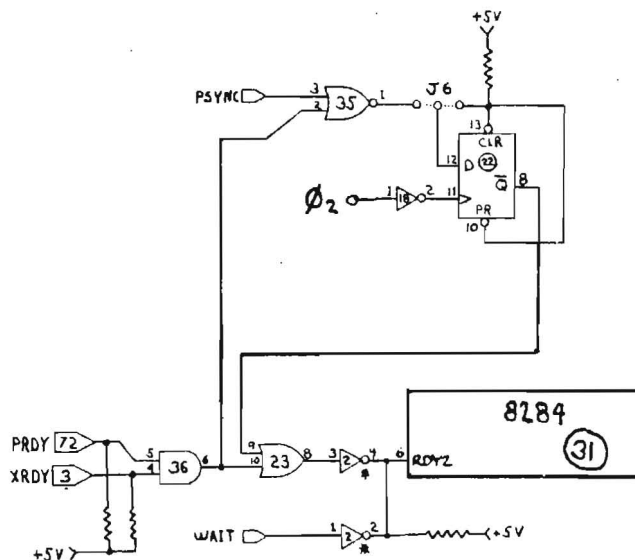 +5V
PSYNC 3 2 35 1 J6
13 CLR
12 D 22 Q̅ 8
Ø2 1 18 2 11
PR
10
8284
31
PRDY 72 5 36 6 9 10 23 8 3 2 4 6 RDY2
XRDY 3 4 *
WAIT 1 2 2 +5V
*
+5V